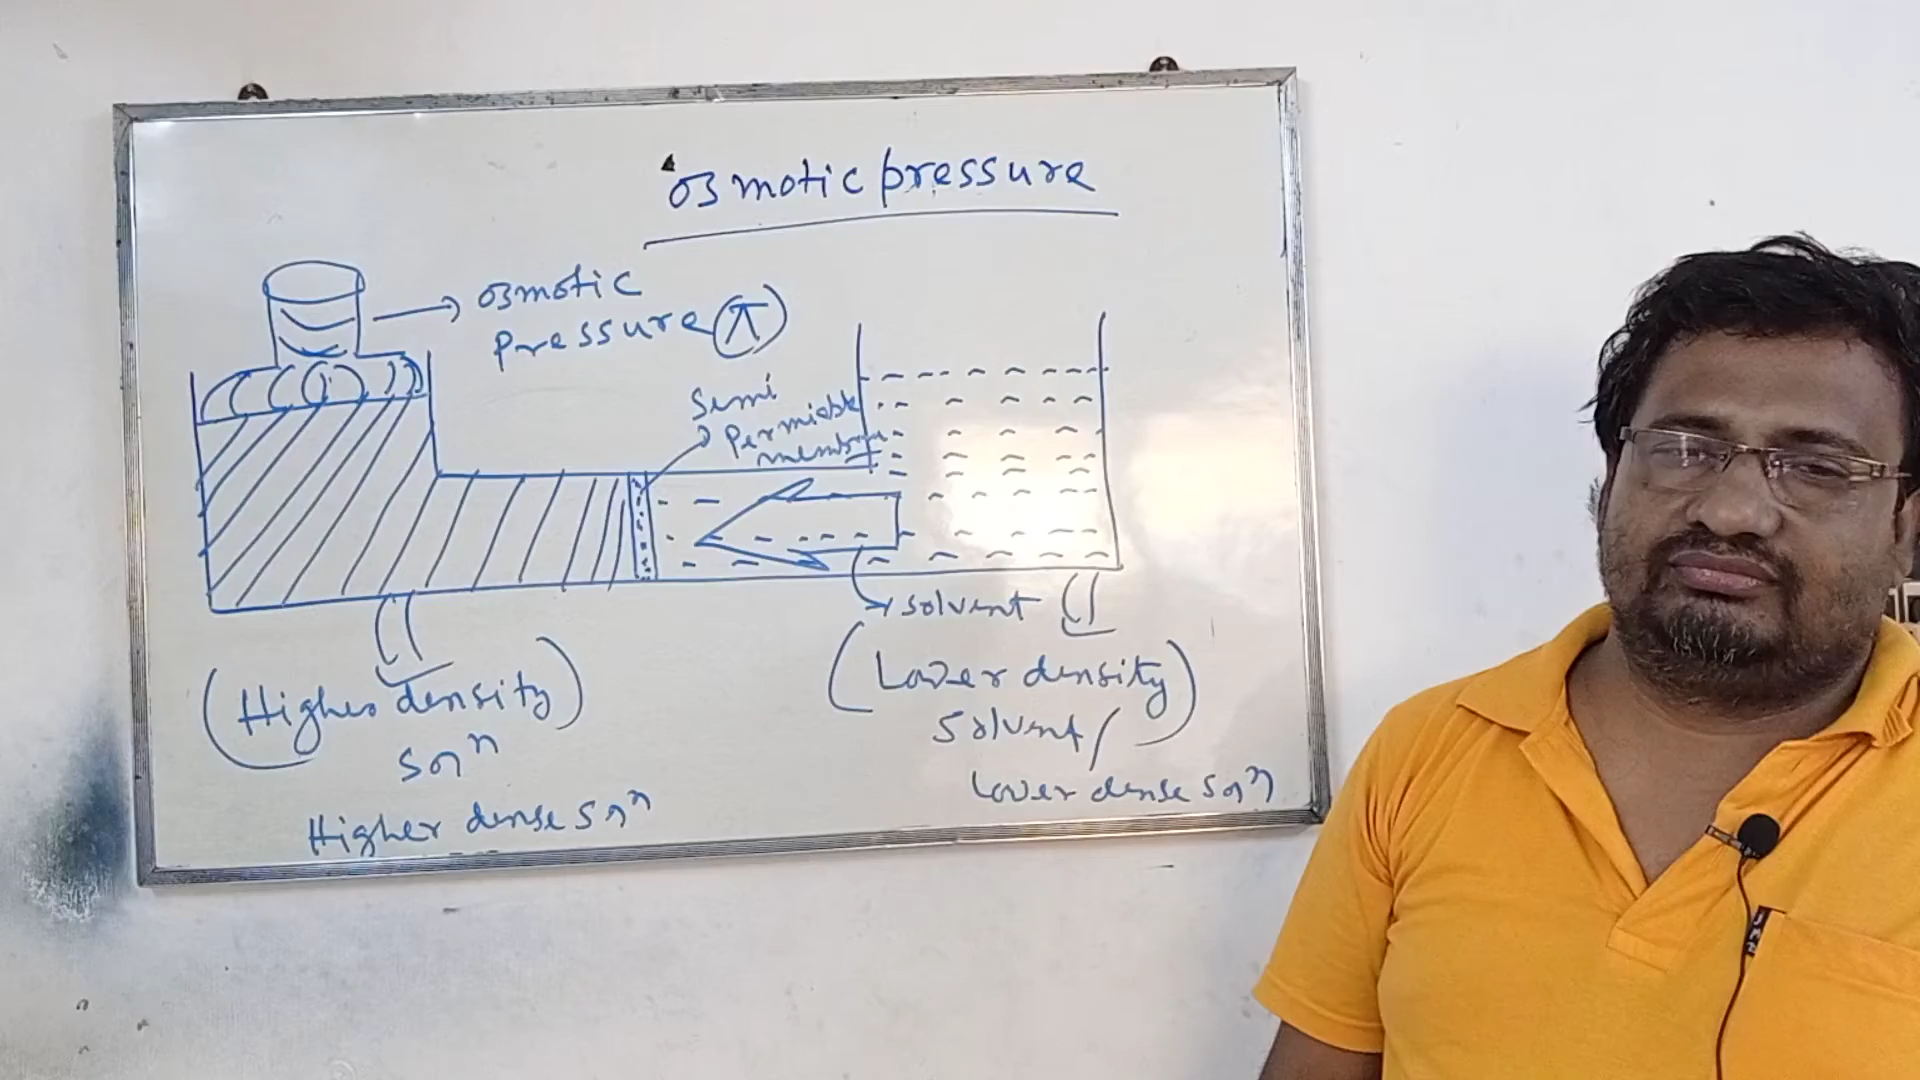 osmotic pressure
osmotic
pressure (π)
Semi
permiable
membrane
solvent
(Higher density)
Solⁿ
Higher dense Solⁿ
(Lower density)
Solvent/
Lower dense Solⁿ